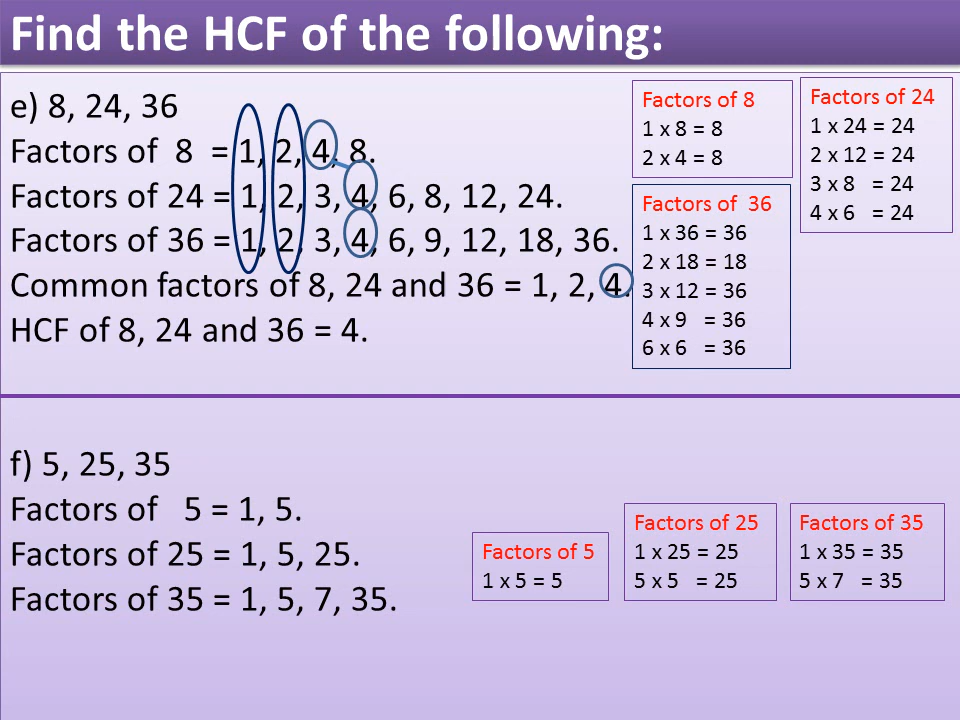 Find the HCF of the following:
e) 8, 24, 36
Factors of 8 = 1, 2, 4, 8.
Factors of 24 = 1, 2, 3, 4, 6, 8, 12, 24.
Factors of 36 = 1, 2, 3, 4, 6, 9, 12, 18, 36.
Common factors of 8, 24 and 36 = 1, 2, 4.
HCF of 8, 24 and 36 = 4.
Factors of 8
1 x 8 = 8
2 x 4 = 8
Factors of 24
1 x 24 = 24
2 x 12 = 24
3 x 8 = 24
4 x 6 = 24
Factors of 36
1 x 36 = 36
2 x 18 = 18
3 x 12 = 36
4 x 9 = 36
6 x 6 = 36
f) 5, 25, 35
Factors of 5 = 1, 5.
Factors of 25 = 1, 5, 25.
Factors of 35 = 1, 5, 7, 35.
Factors of 5
1 x 5 = 5
Factors of 25
1 x 25 = 25
5 x 5 = 25
Factors of 35
1 x 35 = 35
5 x 7 = 35